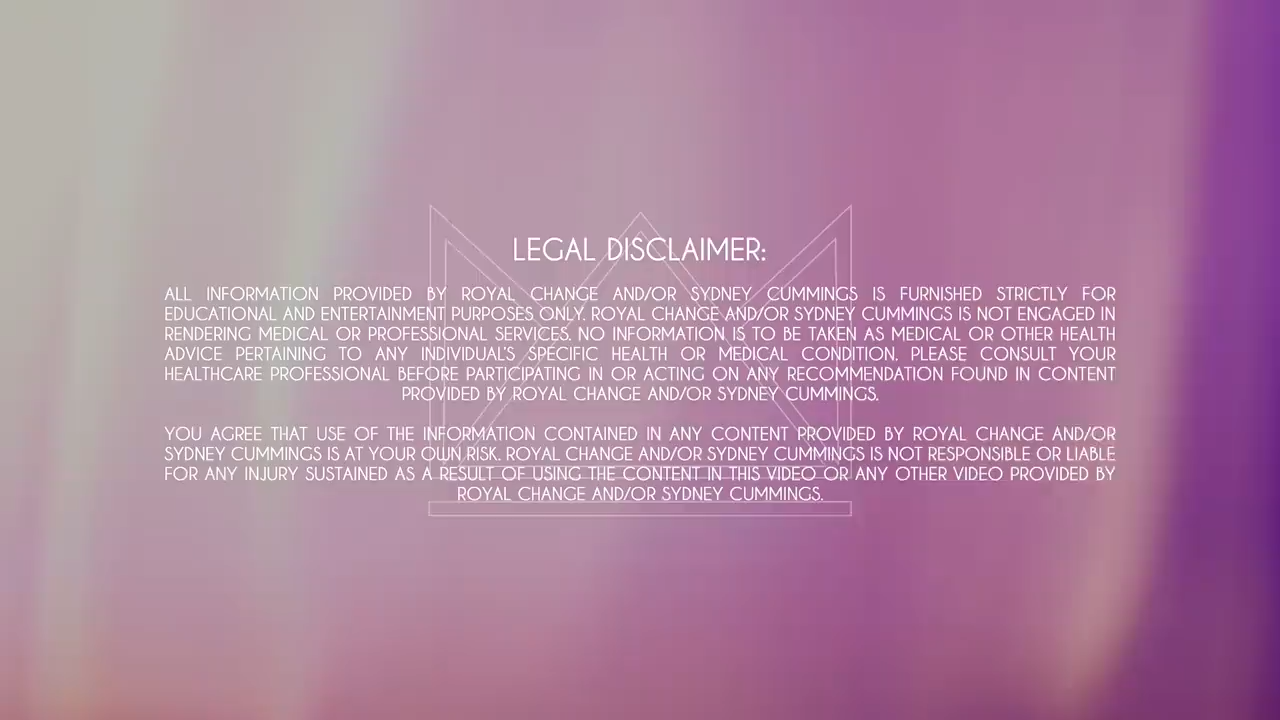 LEGAL DISCLAIMER:
ALL INFORMATION PROVIDED BY ROYAL CHANGE AND/OR SYDNEY CUMMINGS IS FURNISHED STRICTLY FOR
EDUCATIONAL AND ENTERTAINMENT PURPOSES ONLY. ROYAL CHANGE AND/OR SYDNEY CUMMINGS IS NOT ENGAGED IN
RENDERING MEDICAL OR PROFESSIONAL SERVICES. NO INFORMATION IS TO BE TAKEN AS MEDICAL OR OTHER HEALTH
ADVICE PERTAINING TO ANY INDIVIDUAL'S SPECIFIC HEALTH OR MEDICAL CONDITION. PLEASE CONSULT YOUR
HEALTHCARE PROFESSIONAL BEFORE PARTICIPATING IN OR ACTING ON ANY RECOMMENDATION FOUND IN CONTENT
PROVIDED BY ROYAL CHANGE AND/OR SYDNEY CUMMINGS.
YOU AGREE THAT USE OF THE INFORMATION CONTAINED IN ANY CONTENT PROVIDED BY ROYAL CHANGE AND/OR
SYDNEY CUMMINGS IS AT YOUR OWN RISK. ROYAL CHANGE AND/OR SYDNEY CUMMINGS IS NOT RESPONSIBLE OR LIABLE
FOR ANY INJURY SUSTAINED AS A RESULT OF USING THE CONTENT IN THIS VIDEO OR ANY OTHER VIDEO PROVIDED BY
ROYAL CHANGE AND/OR SYDNEY CUMMINGS.